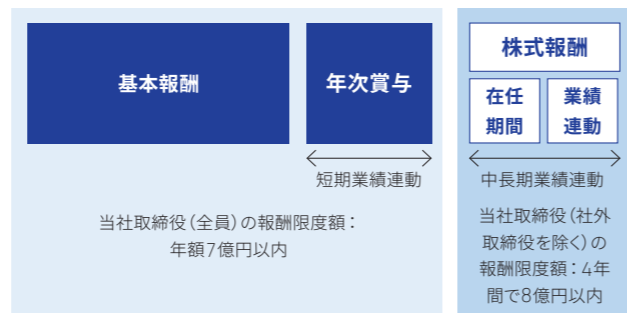 基本報酬
年次賞与
短期業績連動
当社取締役（全員）の報酬限度額：
年額7億円以内
株式報酬
在任
期間
業績
連動
中長期業績連動
当社取締役（社外
取締役を除く）の
報酬限度額：4年
間で8億円以内